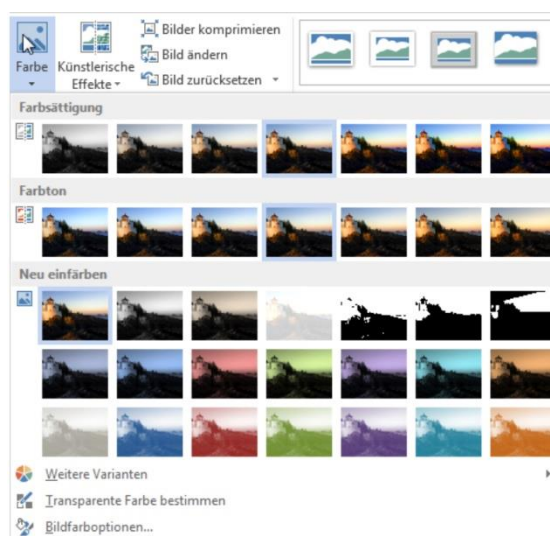 Bilder komprimieren
Bild ändern
Bild zurücksetzen
Farbe
Künstlerische
Effekte
Farbsättigung
Farbton
Neu einfärben
Weitere Varianten
Transparente Farbe bestimmen
Bildfarboptionen...